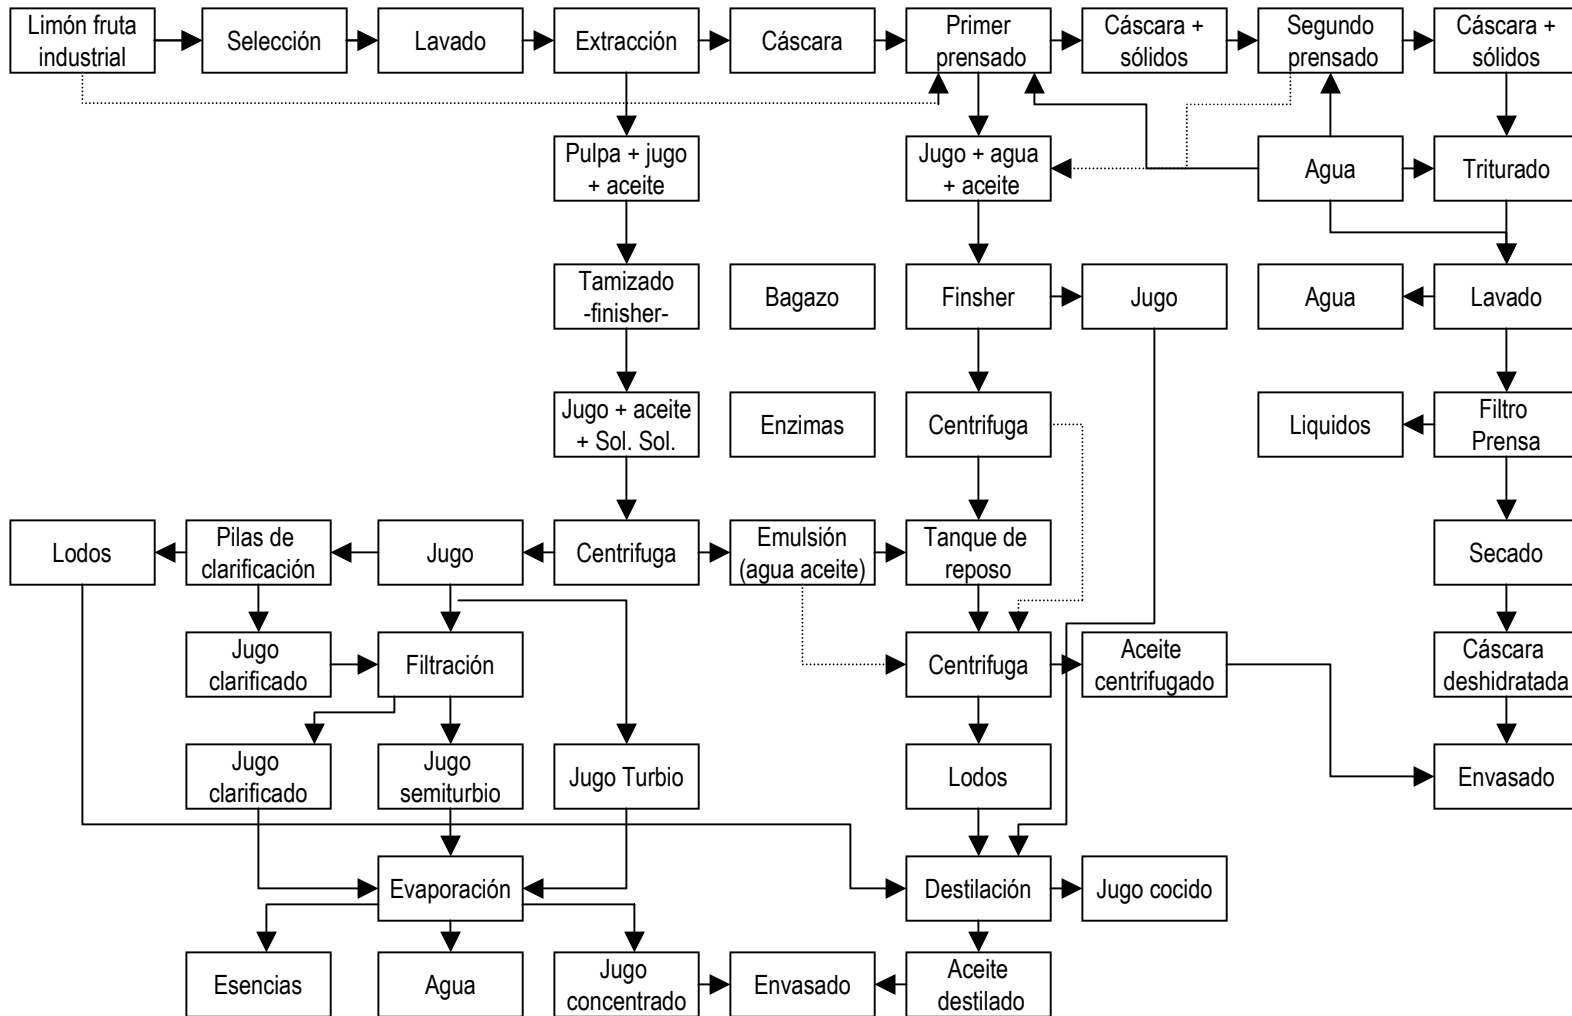 Limón fruta
industrial
Selección
Lavado
Extracción
Cáscara
Primer
prensado
Cáscara +
sólidos
Segundo
prensado
Cáscara +
sólidos
Pulpa + jugo
+ aceite
Jugo + agua
+ aceite
Agua
Triturado
Tamizado
-finisher-
Bagazo
Finsher
Jugo
Agua
Lavado
Jugo + aceite
+ Sol. Sol.
Enzimas
Centrifuga
Liquidos
Filtro
Prensa
Lodos
Pilas de
clarificación
Jugo
Centrifuga
Emulsión
(agua aceite)
Tanque de
reposo
Secado
Jugo
clarificado
Filtración
Centrifuga
Aceite
centrifugado
Cáscara
deshidratada
Jugo
clarificado
Jugo
semiturbio
Jugo Turbio
Lodos
Envasado
Evaporación
Destilación
Jugo cocido
Esencias
Agua
Jugo
concentrado
Envasado
Aceite
destilado